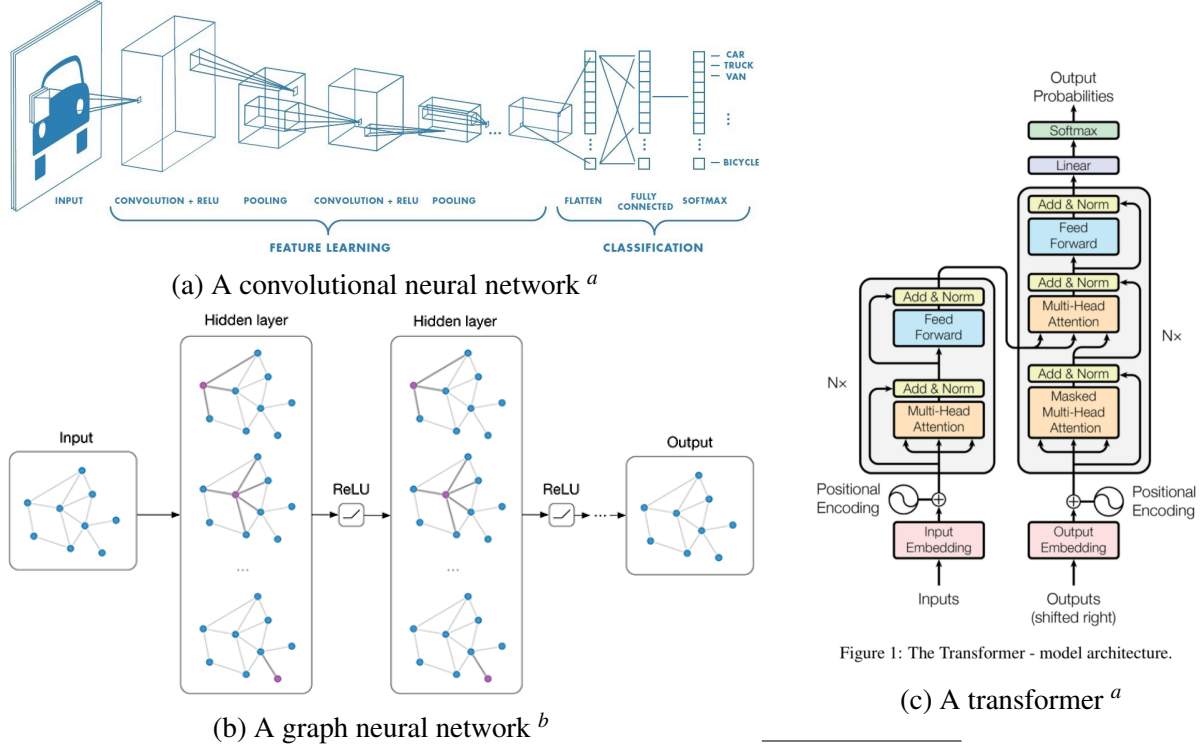 CAR
TRUCK
VAN
BICYCLE
INPUT
CONVOLUTION + RELU
POOLING
CONVOLUTION + RELU
POOLING
FLATTEN
FULLY
CONNECTED
SOFTMAX
FEATURE LEARNING
CLASSIFICATION
(a) A convolutional neural network a
Hidden layer
Hidden layer
Input
ReLU
ReLU
Output
...
...
...
(b) A graph neural network b
Output
Probabilities
Softmax
Linear
Add & Norm
Feed
Forward
Add & Norm
Multi-Head
Attention
Add & Norm
Masked
Multi-Head
Attention
Nx
Add & Norm
Feed
Forward
Nx
Add & Norm
Multi-Head
Attention
Positional
Encoding
Positional
Encoding
Input
Embedding
Output
Embedding
Inputs
Outputs
(shifted right)
Figure 1: The Transformer - model architecture.
(c) A transformer a